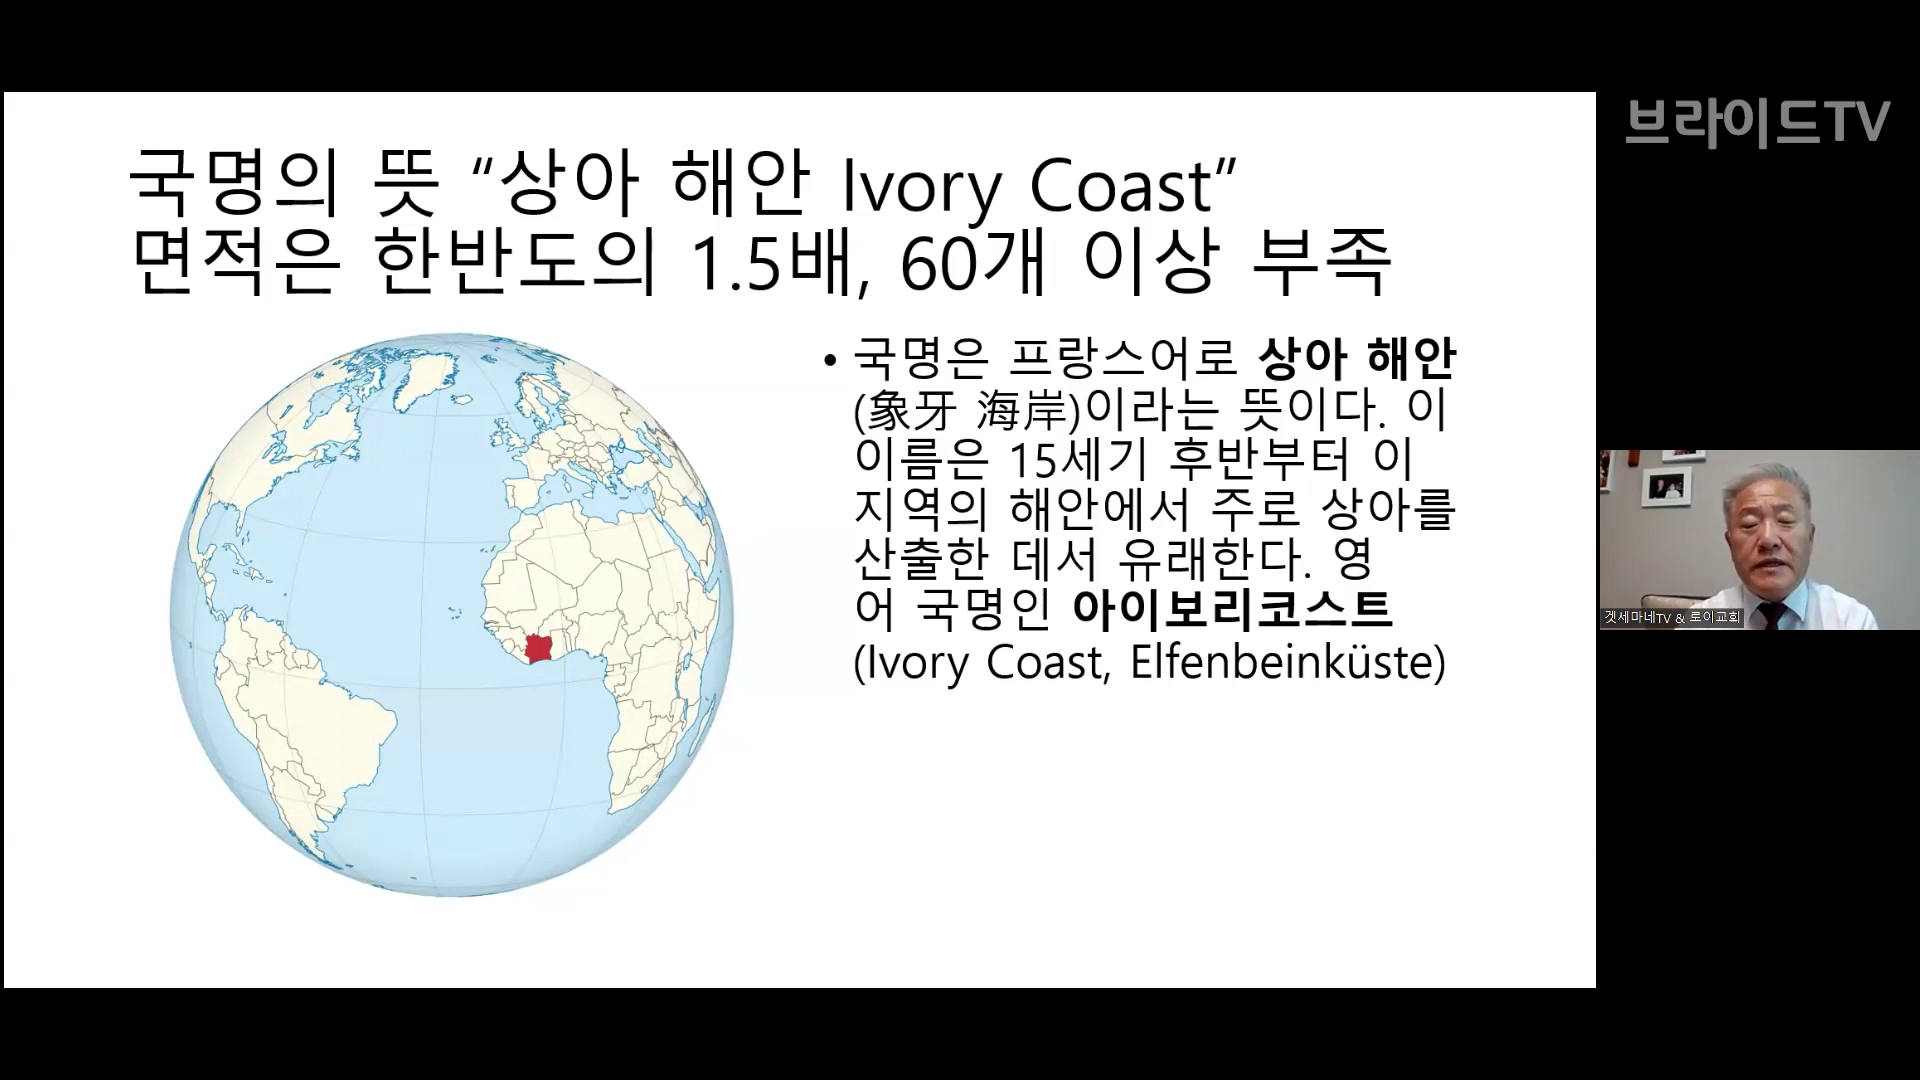 국명의 뜻 “상아 해안 Ivory Coast”
면적은 한반도의 1.5배, 60개 이상 부족
• 국명은 프랑스어로 상아 해안
(象牙 海岸)이라는 뜻이다. 이
이름은 15세기 후반부터 이
지역의 해안에서 주로 상아를
산출한 데서 유래한다. 영
어 국명인 아이보리코스트
(Ivory Coast, Elfenbeinküste)
브라이드TV
겟세마네TV & 로이교회